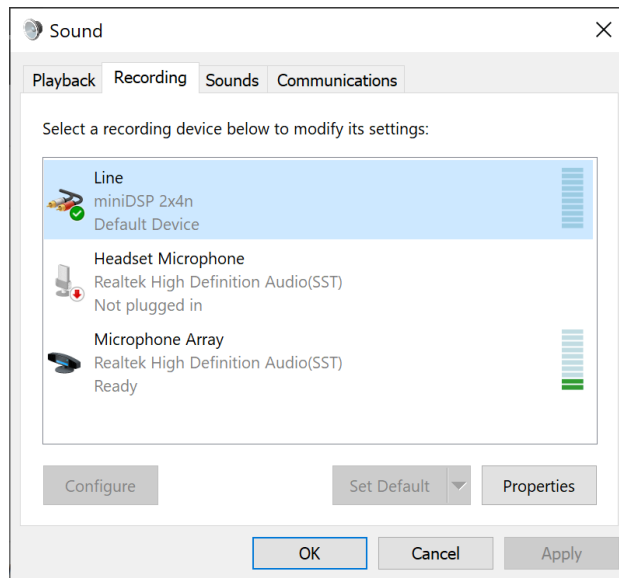 Sound
Playback
Recording
Sounds
Communications
Select a recording device below to modify its settings:
Line
miniDSP 2x4n
Default Device
Headset Microphone
Realtek High Definition Audio(SST)
Not plugged in
Microphone Array
Realtek High Definition Audio(SST)
Ready
Configure
Set Default
Properties
OK
Cancel
Apply